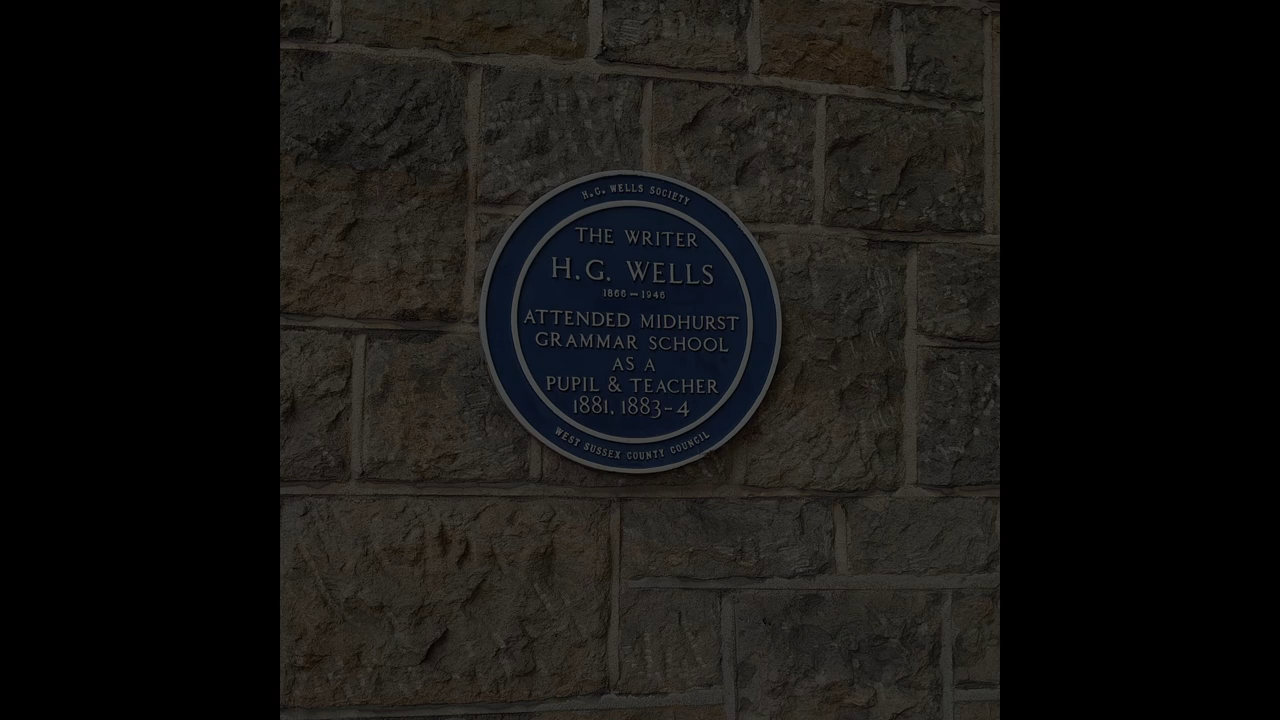 H.G. WELLS SOCIETY
THE WRITER
H.G. WELLS
1866 – 1946
ATTENDED MIDHURST
GRAMMAR SCHOOL
AS A
PUPIL & TEACHER
1881, 1883-4
WEST SUSSEX COUNTY COUNCIL